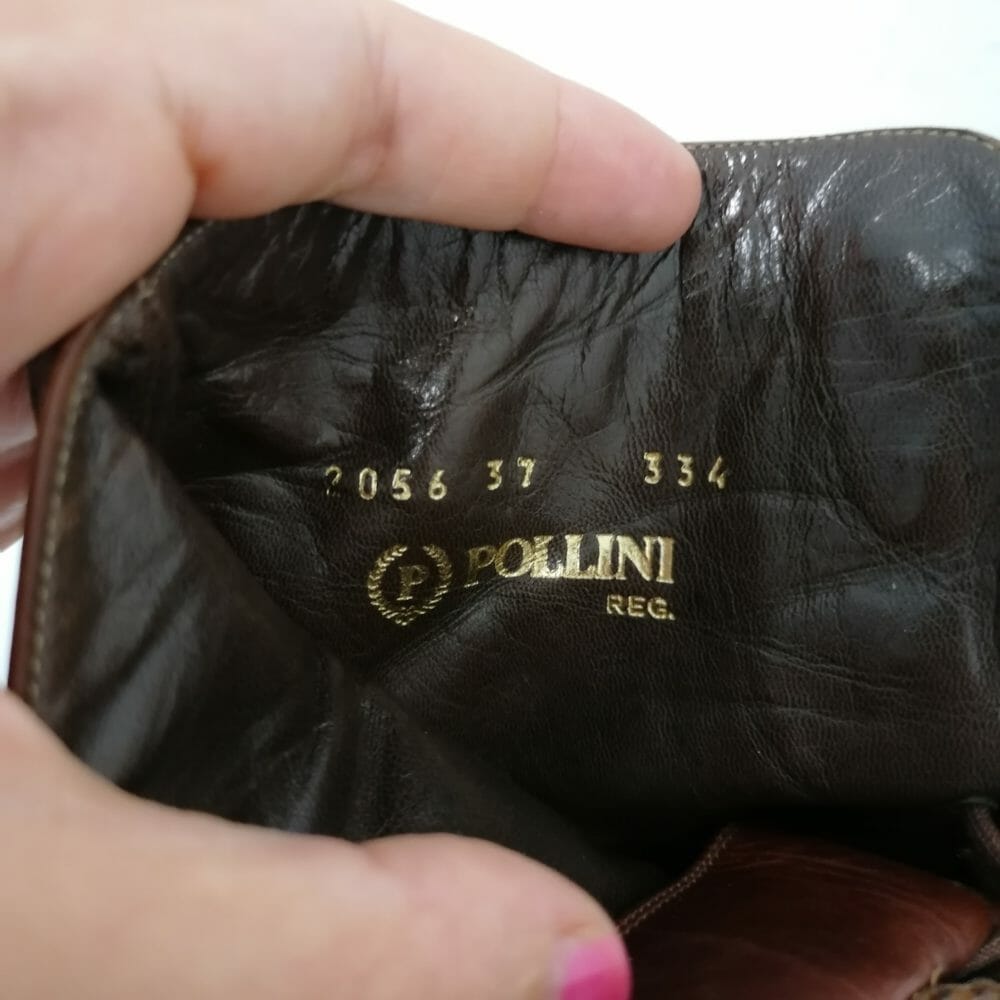 2056 37 334
P POLLINI
REG.